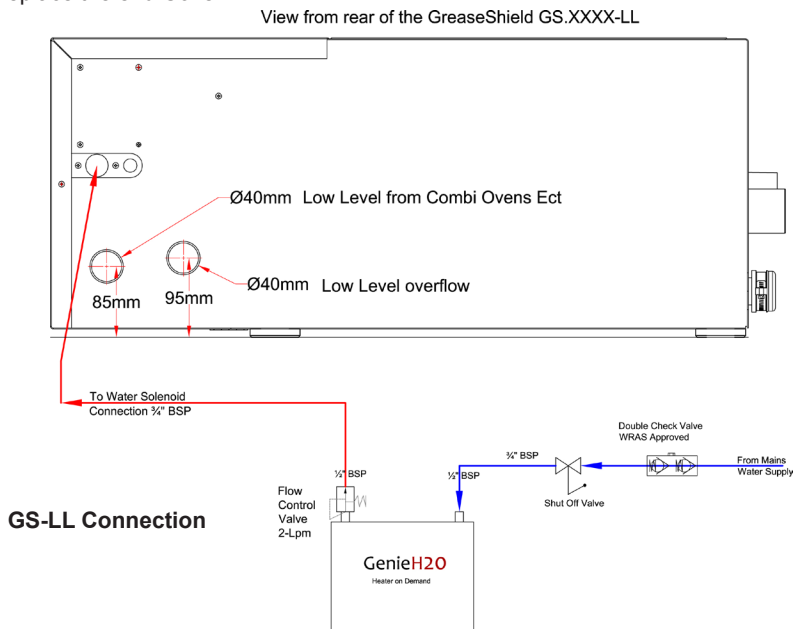 View from rear of the GreaseShield GS.XXXX-LL
Ø40mm Low Level from Combi Ovens Ect
Ø40mm Low Level overflow
85mm
95mm
To Water Solenoid
Connection ¾" BSP
Double Check Valve
WRAS Approved
From Mains
Water Supply
¾" BSP
½" BSP
½" BSP
Shut Off Valve
Flow
Control
Valve
2-Lpm
GS-LL Connection
GenieH2O
Heater on Demand